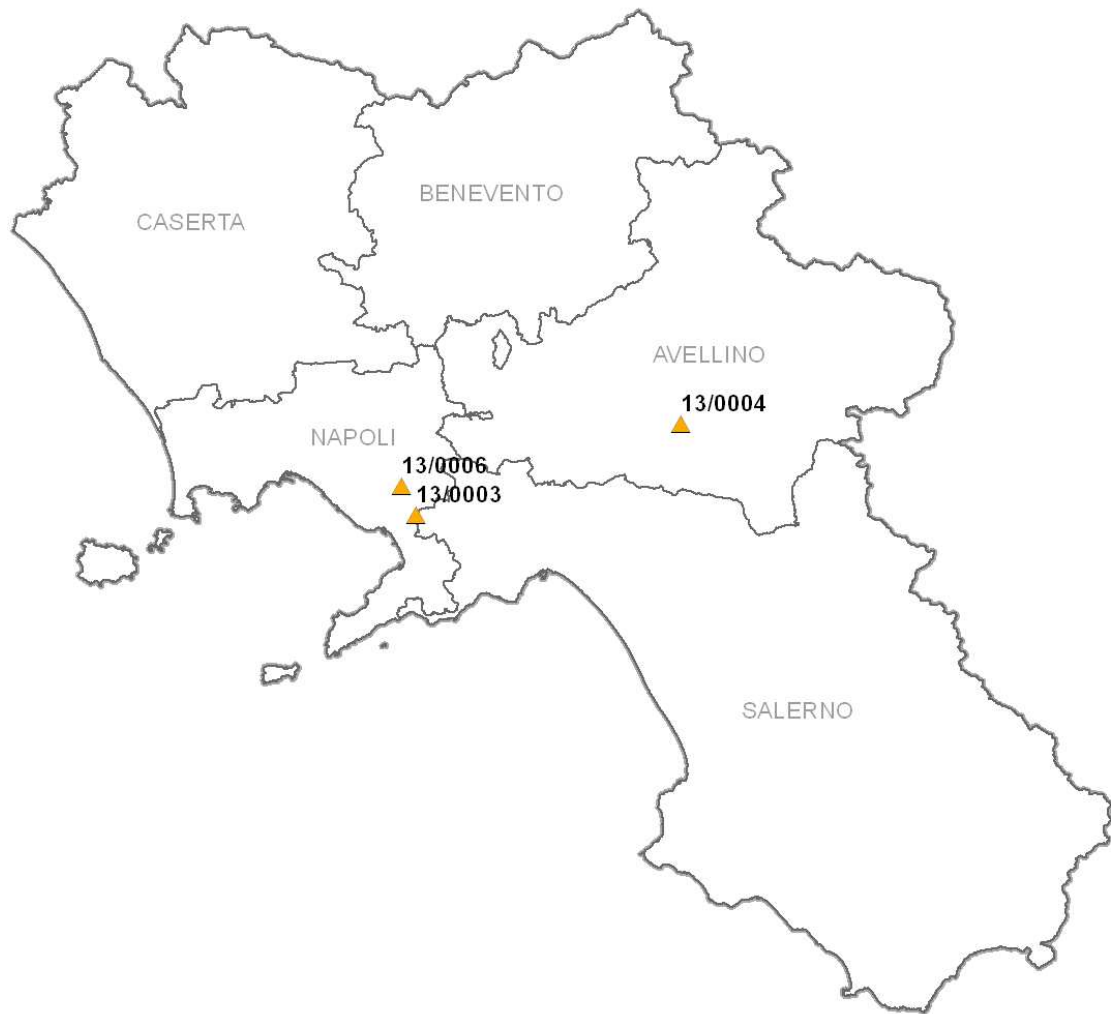 BENEVENTO
CASERTA
AVELLINO
13/0004
NAPOLI
13/0006
13/0003
SALERNO